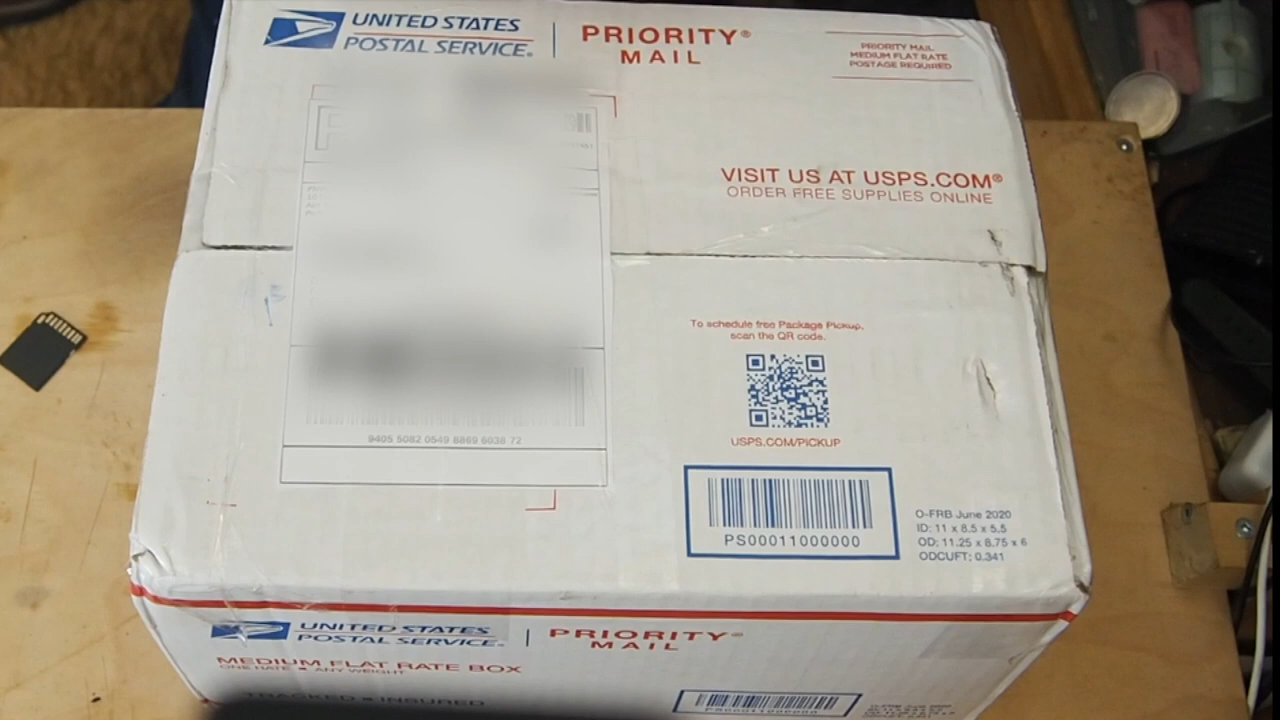 UNITED STATES
POSTAL SERVICE®
PRIORITY®
MAIL
PRIORITY MAIL
MEDIUM FLAT RATE
POSTAGE REQUIRED
VISIT US AT USPS.COM®
ORDER FREE SUPPLIES ONLINE
To schedule free Package Pickup,
scan the QR code.
USPS.COM/PICKUP
9405 5082 0549 8869 6038 72
PS00011000000
O-FRB June 2020
ID: 11 x 8.5 x 5.5
OD: 11.25 x 8.75 x 6
ODCUFT: 0.341
UNITED STATES
POSTAL SERVICE®
PRIORITY®
MAIL
MEDIUM FLAT RATE BOX
ONE RATE ■ ANY WEIGHT
TRACKED ■ INSURED
PS00011000000